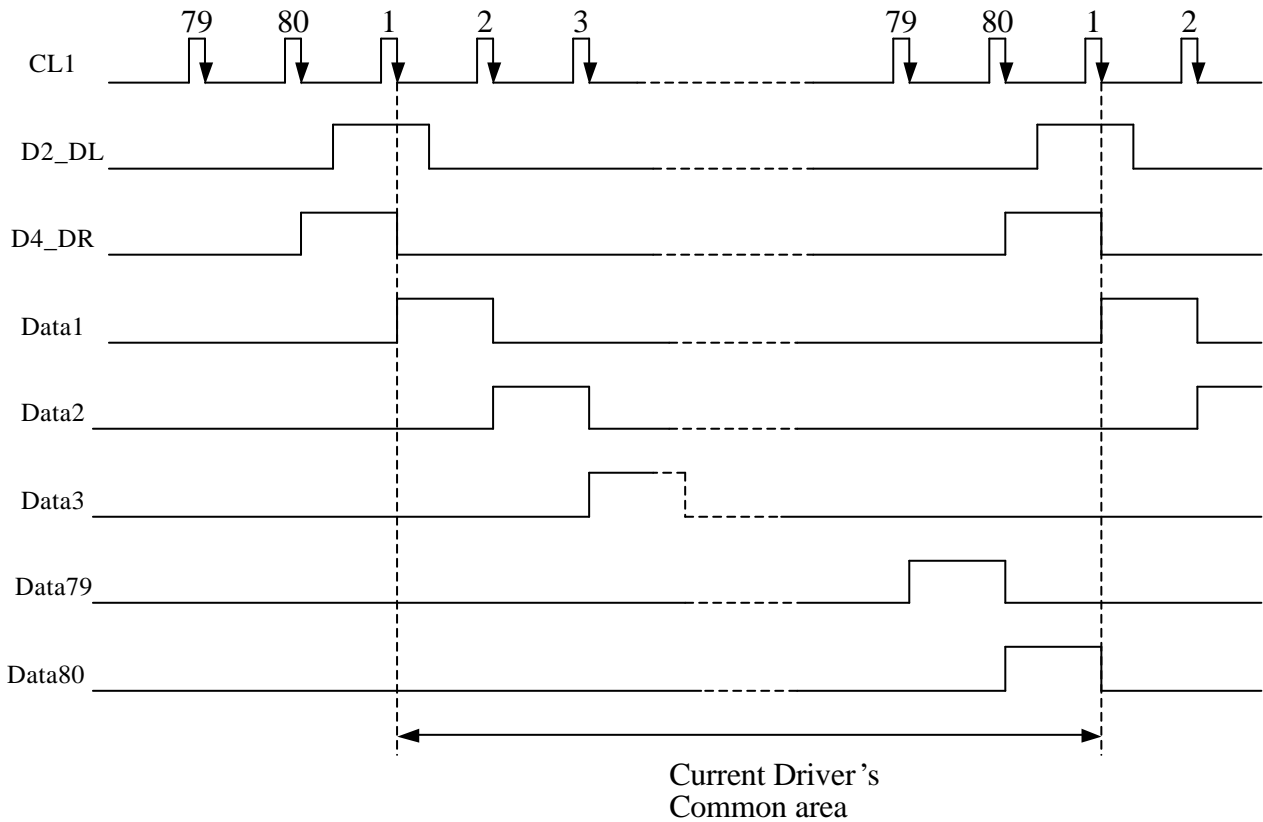 79 80 1 2 3 79 80 1 2
CL1
D2_DL
D4_DR
Data1
Data2
Data3
Data79
Data80
Current Driver’s
Common area